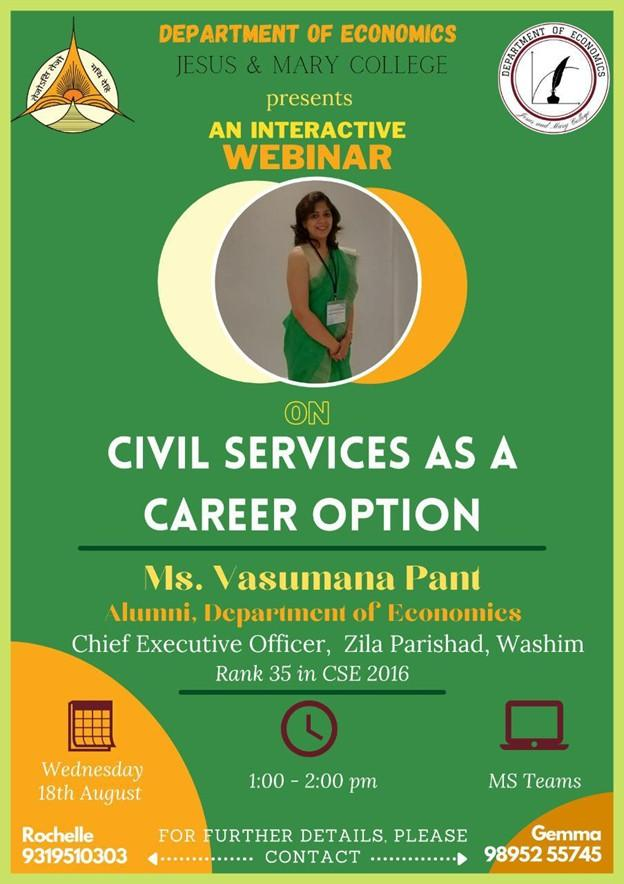 तेजोऽसि तेजो
मयि देहि
DEPARTMENT OF ECONOMICS
JESUS & MARY COLLEGE
presents
AN INTERACTIVE
WEBINAR
DEPARTMENT OF ECONOMICS
Jesus and Mary College
ON
CIVIL SERVICES AS A
CAREER OPTION
Ms. Vasumana Pant
Alumni, Department of Economics
Chief Executive Officer, Zila Parishad, Washim
Rank 35 in CSE 2016
Wednesday
18th August
1:00 - 2:00 pm
MS Teams
Rochelle
9319510303
FOR FURTHER DETAILS, PLEASE
CONTACT
Gemma
98952 55745